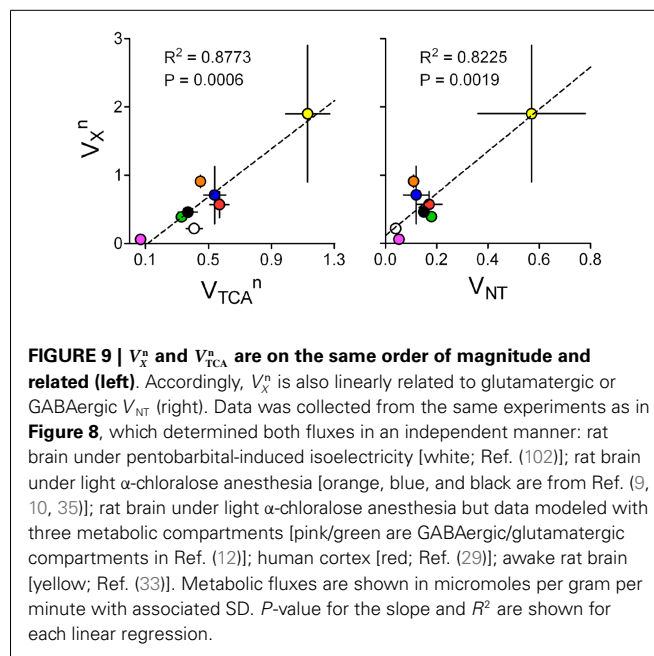 3
2
1
0
V_X^n
R² = 0.8773
P = 0.0006
0.1 0.5 0.9 1.3
V_TCA^n
R² = 0.8225
P = 0.0019
0.0 0.2 0.4 0.6 0.8
V_NT
FIGURE 9 | V_X^n and V_TCA^n are on the same order of magnitude and
related (left). Accordingly, V_X^n is also linearly related to glutamatergic or
GABAergic V_NT (right). Data was collected from the same experiments as in
Figure 8, which determined both fluxes in an independent manner: rat
brain under pentobarbital-induced isoelectricity [white; Ref. (102)]; rat brain
under light α-chloralose anesthesia [orange, blue, and black are from Ref. (9,
10, 35)]; rat brain under light α-chloralose anesthesia but data modeled with
three metabolic compartments [pink/green are GABAergic/glutamatergic
compartments in Ref. (12)]; human cortex [red; Ref. (29)]; awake rat brain
[yellow; Ref. (33)]. Metabolic fluxes are shown in micromoles per gram per
minute with associated SD. P-value for the slope and R² are shown for
each linear regression.